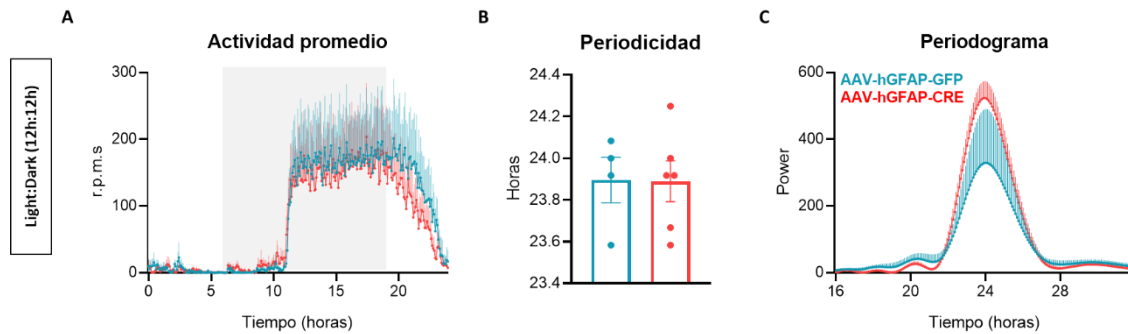 A
B
C
Light:Dark (12h:12h)
Actividad promedio
r.p.m.s
300
200
100
0
0
5
10
15
20
Tiempo (horas)
Periodicidad
Horas
24.4
24.2
24.0
23.8
23.6
23.4
Periodograma
AAV-hGFAP-GFP
AAV-hGFAP-CRE
Power
600
400
200
0
16
20
24
28
Tiempo (horas)